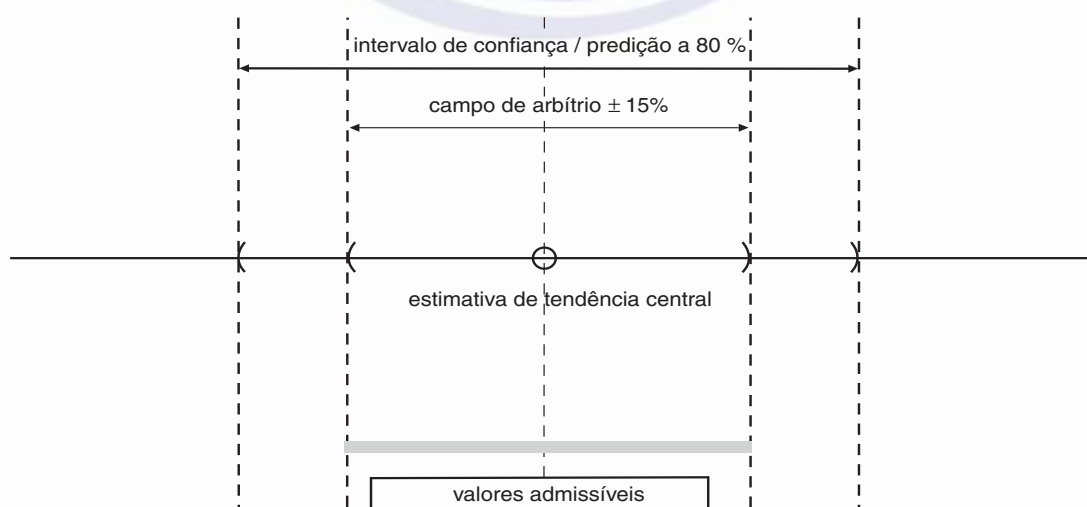 intervalo de confiança / predição a 80 %
campo de arbítrio ± 15%
estimativa de tendência central
valores admissíveis